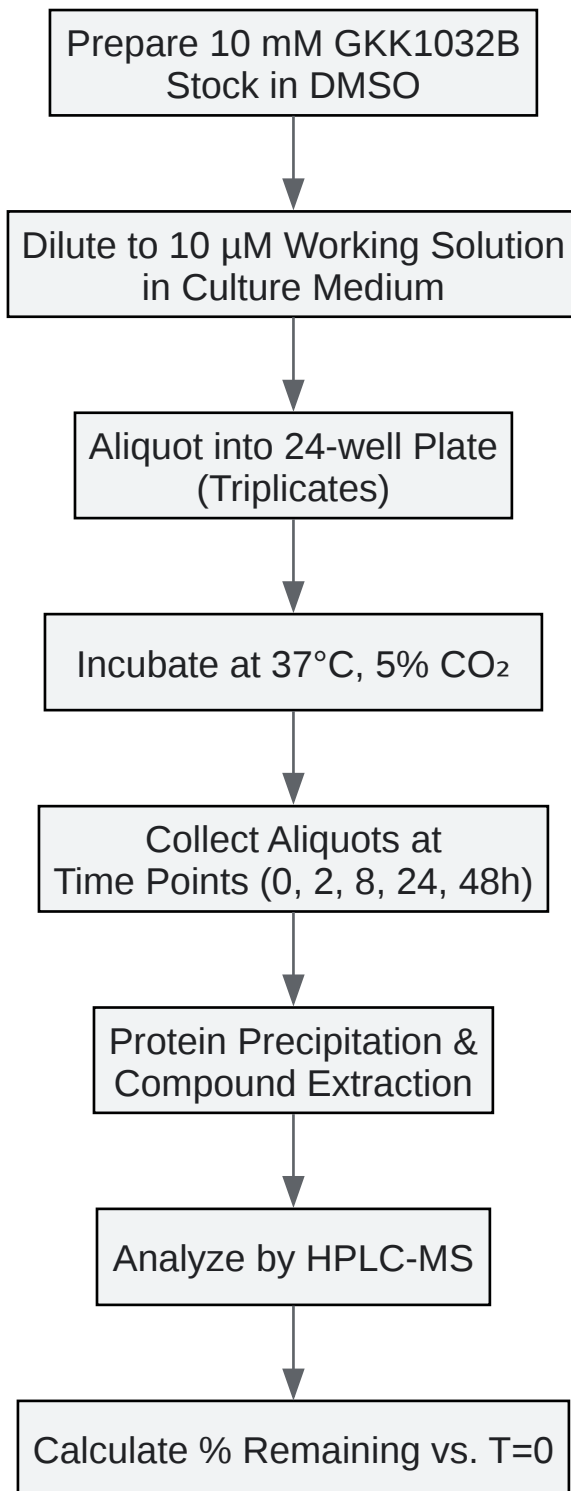 Prepare 10 mM GKK1032B
Stock in DMSO
Dilute to 10 µM Working Solution
in Culture Medium
Aliquot into 24-well Plate
(Triplicates)
Incubate at 37°C, 5% CO₂
Collect Aliquots at
Time Points (0, 2, 8, 24, 48h)
Protein Precipitation &
Compound Extraction
Analyze by HPLC-MS
Calculate % Remaining vs. T=0